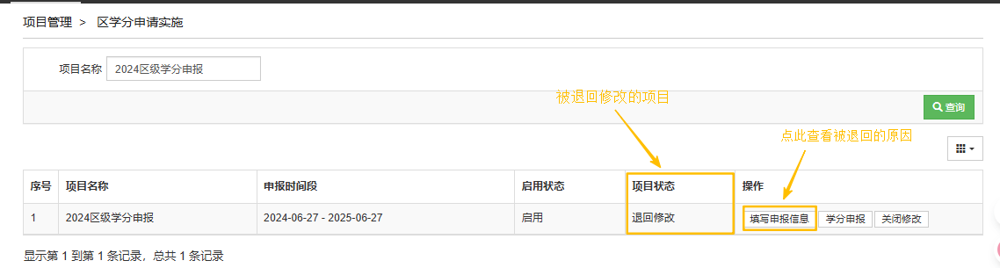 项目管理 > 区学分申请实施
项目名称 2024区级学分申报
被退回修改的项目
查询
点此查看被退回的原因
序号 项目名称 申报时间段 启用状态 项目状态 操作
1 2024区级学分申报 2024-06-27 - 2025-06-27 启用 退回修改 填写申报信息 学分申报 关闭修改
显示第 1 到第 1 条记录，总共 1 条记录